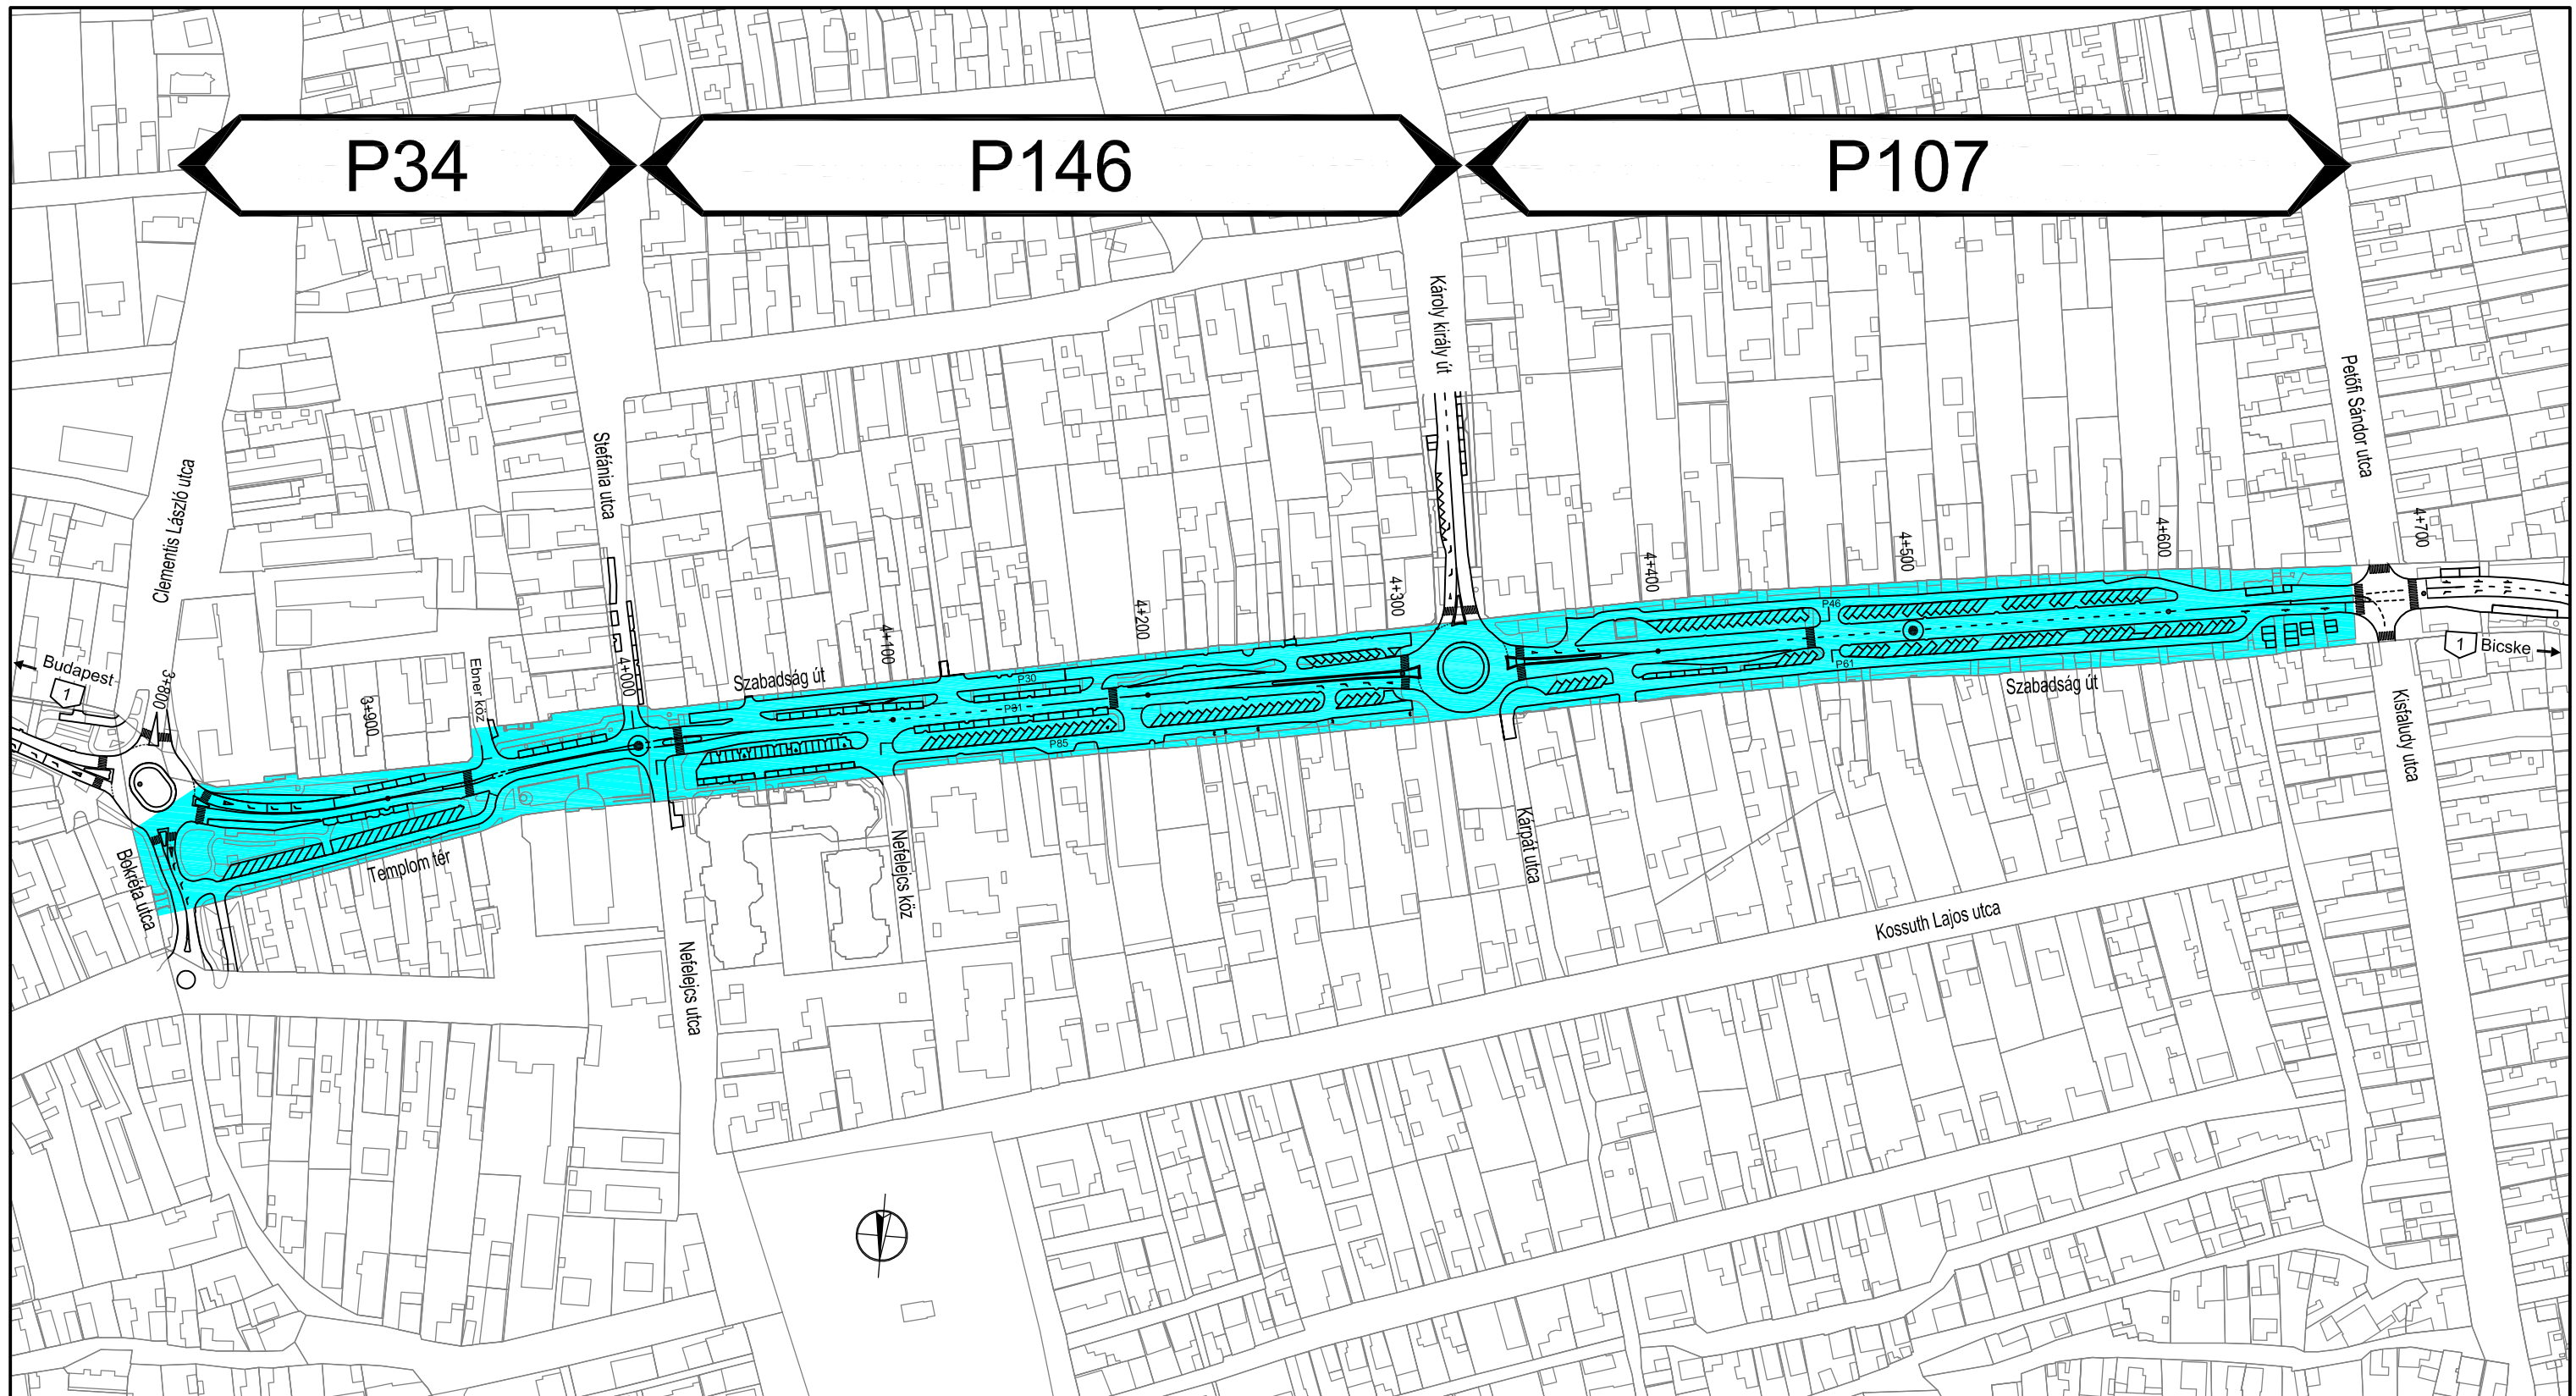 P34
P146
P107
Károly király út
Petőfi Sándor utca
Stefánia utca
Clementis László utca
4+700
4+600
4+500
4+400
4+300
4+200
4+100
4+000
3+900
3+800
P46
P61
P30
P31
P85
Budapest
1
1
Bicske
Ebner köz
Szabadság út
Szabadság út
Kisfaludy utca
Templom tér
Bokréta utca
Nefelejcs köz
Kárpát utca
Kossuth Lajos utca
Nefelejcs utca